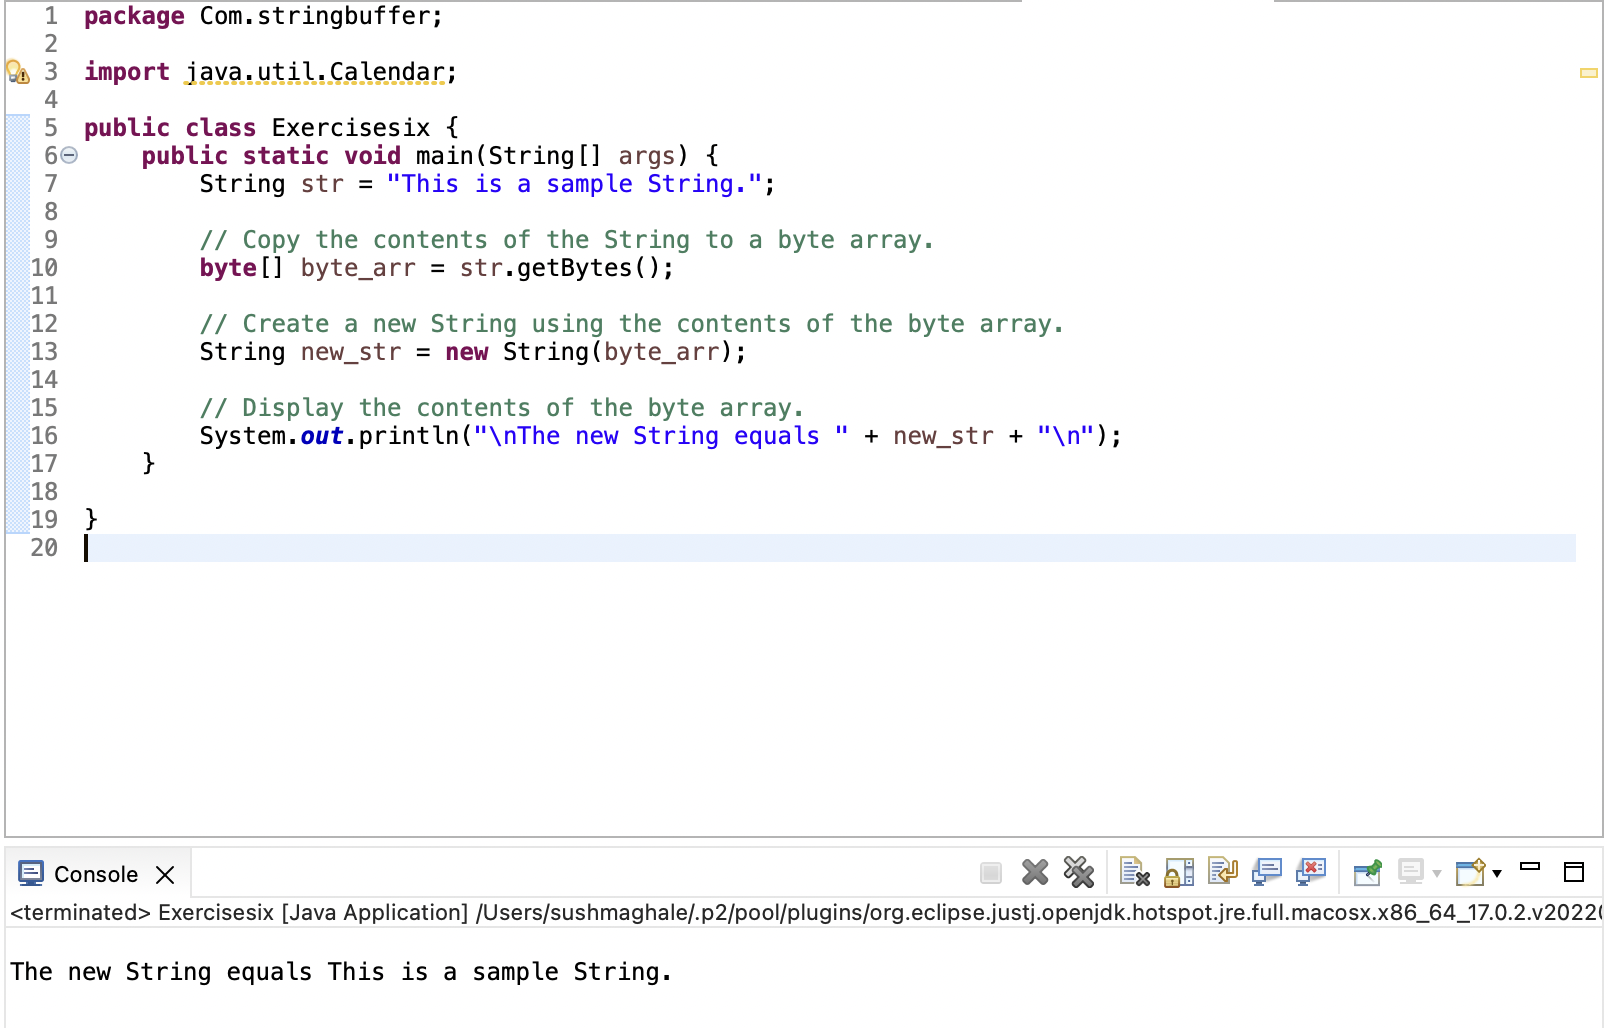 1 package Com.stringbuffer;
2
3 import java.util.Calendar;
4
5 public class Exercisesix {
6 public static void main(String[] args) {
7 String str = "This is a sample String.";
8
9 // Copy the contents of the String to a byte array.
10 byte[] byte_arr = str.getBytes();
11
12 // Create a new String using the contents of the byte array.
13 String new_str = new String(byte_arr);
14
15 // Display the contents of the byte array.
16 System.out.println("\nThe new String equals " + new_str + "\n");
17 }
18
19 }
20
Console
<terminated> Exercisesix [Java Application] /Users/sushmaghale/.p2/pool/plugins/org.eclipse.justj.openjdk.hotspot.jre.full.macosx.x86_64_17.0.2.v2022
The new String equals This is a sample String.